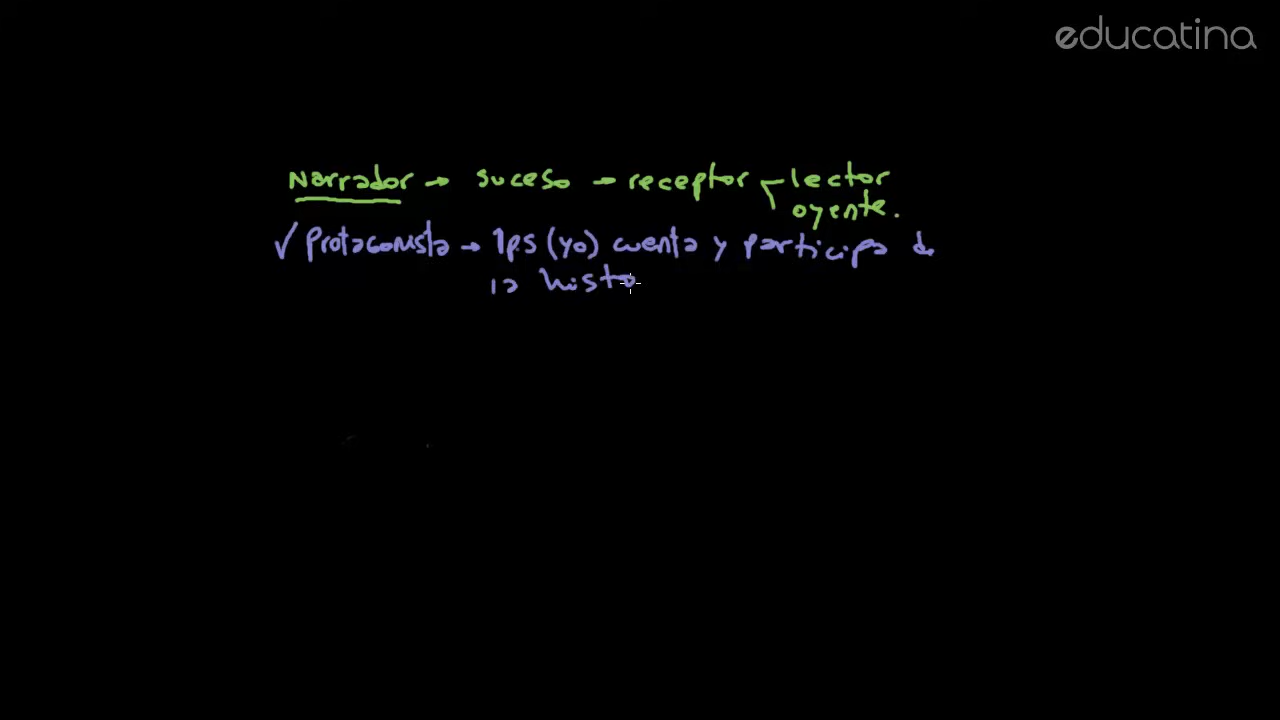 educatina
Narrador → suceso → receptor lector
oyente.
✓ Protagonista → 1ps (yo) cuenta y participa de
la histo